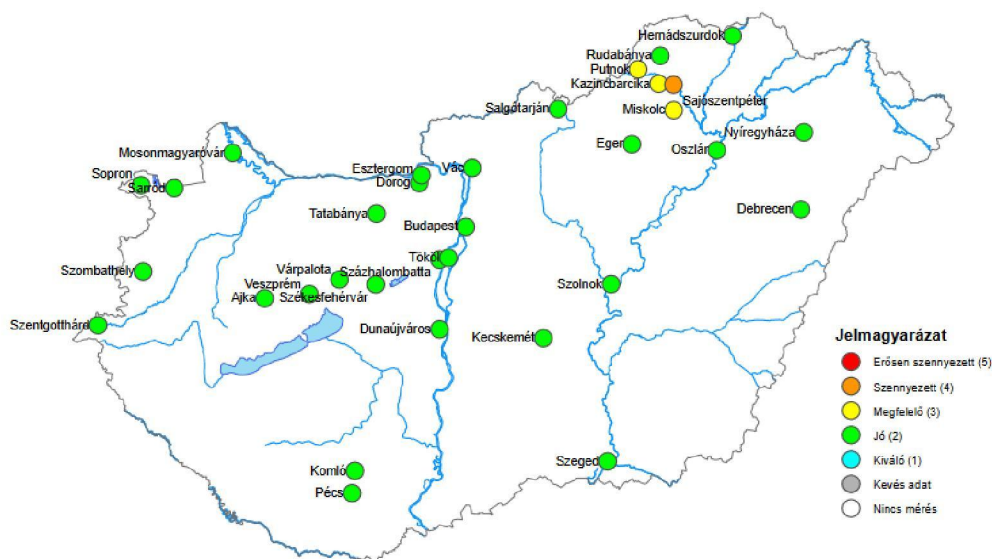 Hernádszurdok
Rudabánya
Putnok
Kazincbarcika
Sajószentpéter
Salgótarján
Miskolc
Nyíregyháza
Eger
Oszlár
Mosonmagyaróvár
Esztergom
Vác
Sopron
Sarród
Dorog
Tatabánya
Debrecen
Budapest
Tököl
Szombathely
Várpalota
Százhalombatta
Veszprém
Szolnok
Ajka
Székesfehérvár
Szentgotthárd
Dunaújváros
Kecskemét
Szeged
Komló
Pécs
Jelmagyarázat
Erősen szennyezett (5)
Szennyezett (4)
Megfelelő (3)
Jó (2)
Kiváló (1)
Kevés adat
Nincs mérés